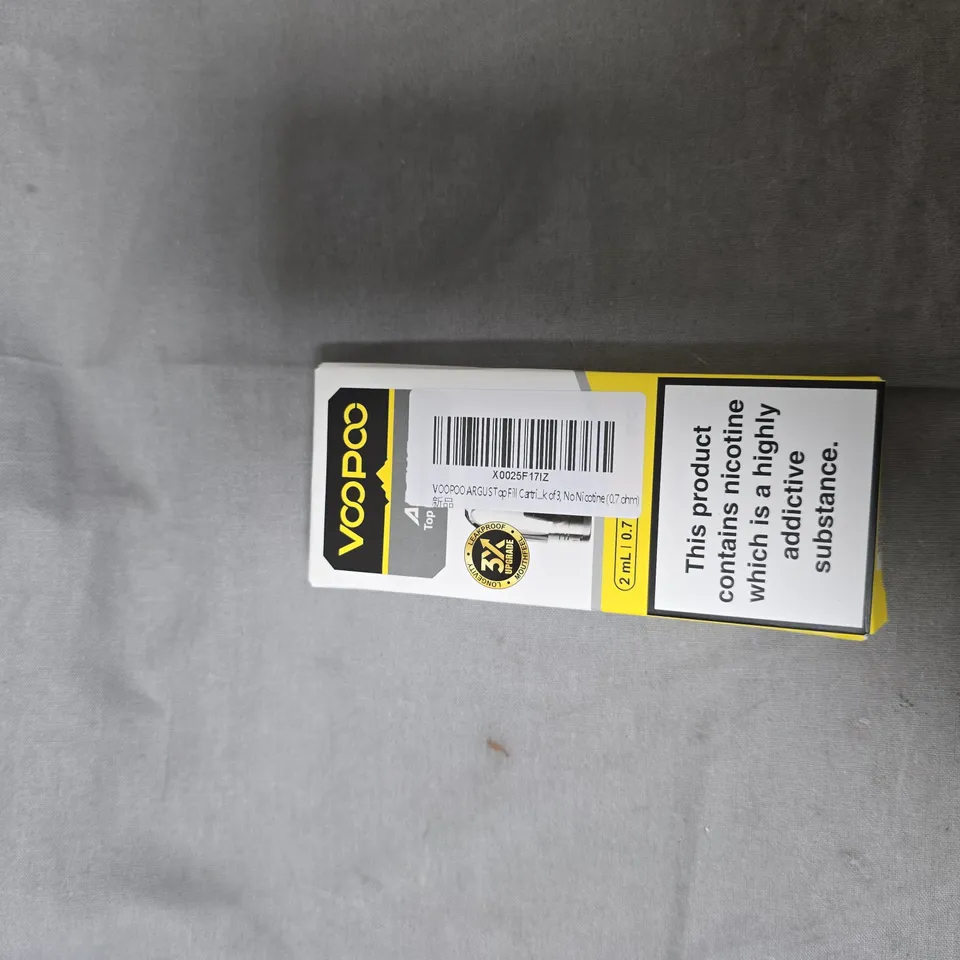 VOOPOO
Top
X0025F17IZ
VOOPOO ARGUS Top Fill Cartri...k of 3, No Nicotine (0.7 ohm)
新品
LEAKPROOF
LONGEVITY
3X
UPGRADE
2 mL | 0.7
This product
contains nicotine
which is a highly
addictive
substance.